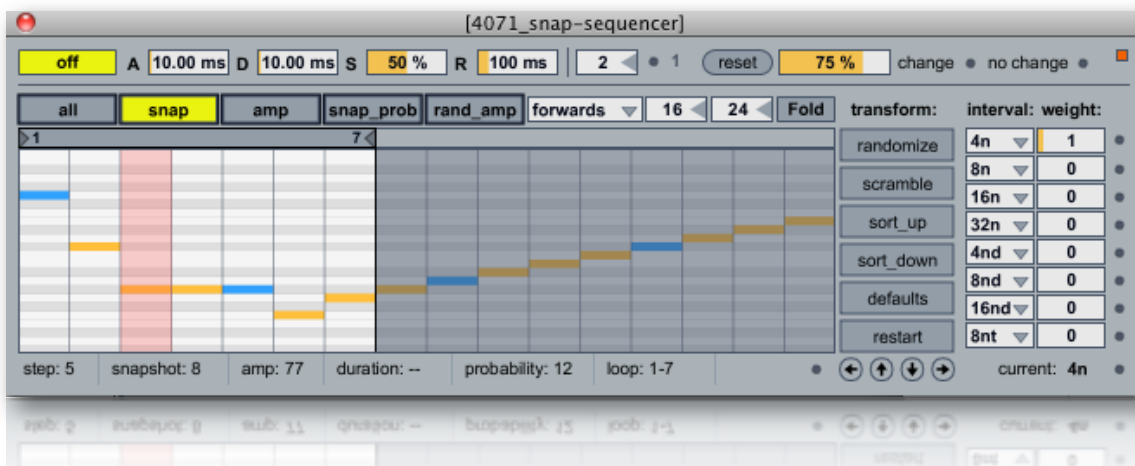 [4071_snap-sequencer]
off A 10.00 ms D 10.00 ms S 50 % R 100 ms 2 1 reset 75 % change no change
all snap amp snap_prob rand_amp forwards 16 24 Fold transform: interval: weight:
1 7
randomize 4n 1
8n 0
scramble
16n 0
sort_up 32n 0
sort_down 4nd 0
8nd 0
defaults
16nd 0
restart 8nt 0
step: 5 snapshot: 8 amp: 77 duration: -- probability: 12 loop: 1-7 current: 4n